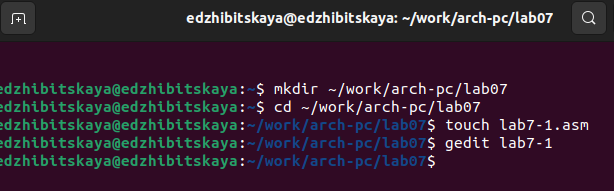 edzhibitskaya@edzhibitskaya: ~/work/arch-pc/lab07
edzhibitskaya@edzhibitskaya:~$ mkdir ~/work/arch-pc/lab07
edzhibitskaya@edzhibitskaya:~$ cd ~/work/arch-pc/lab07
edzhibitskaya@edzhibitskaya:~/work/arch-pc/lab07$ touch lab7-1.asm
edzhibitskaya@edzhibitskaya:~/work/arch-pc/lab07$ gedit lab7-1
edzhibitskaya@edzhibitskaya:~/work/arch-pc/lab07$